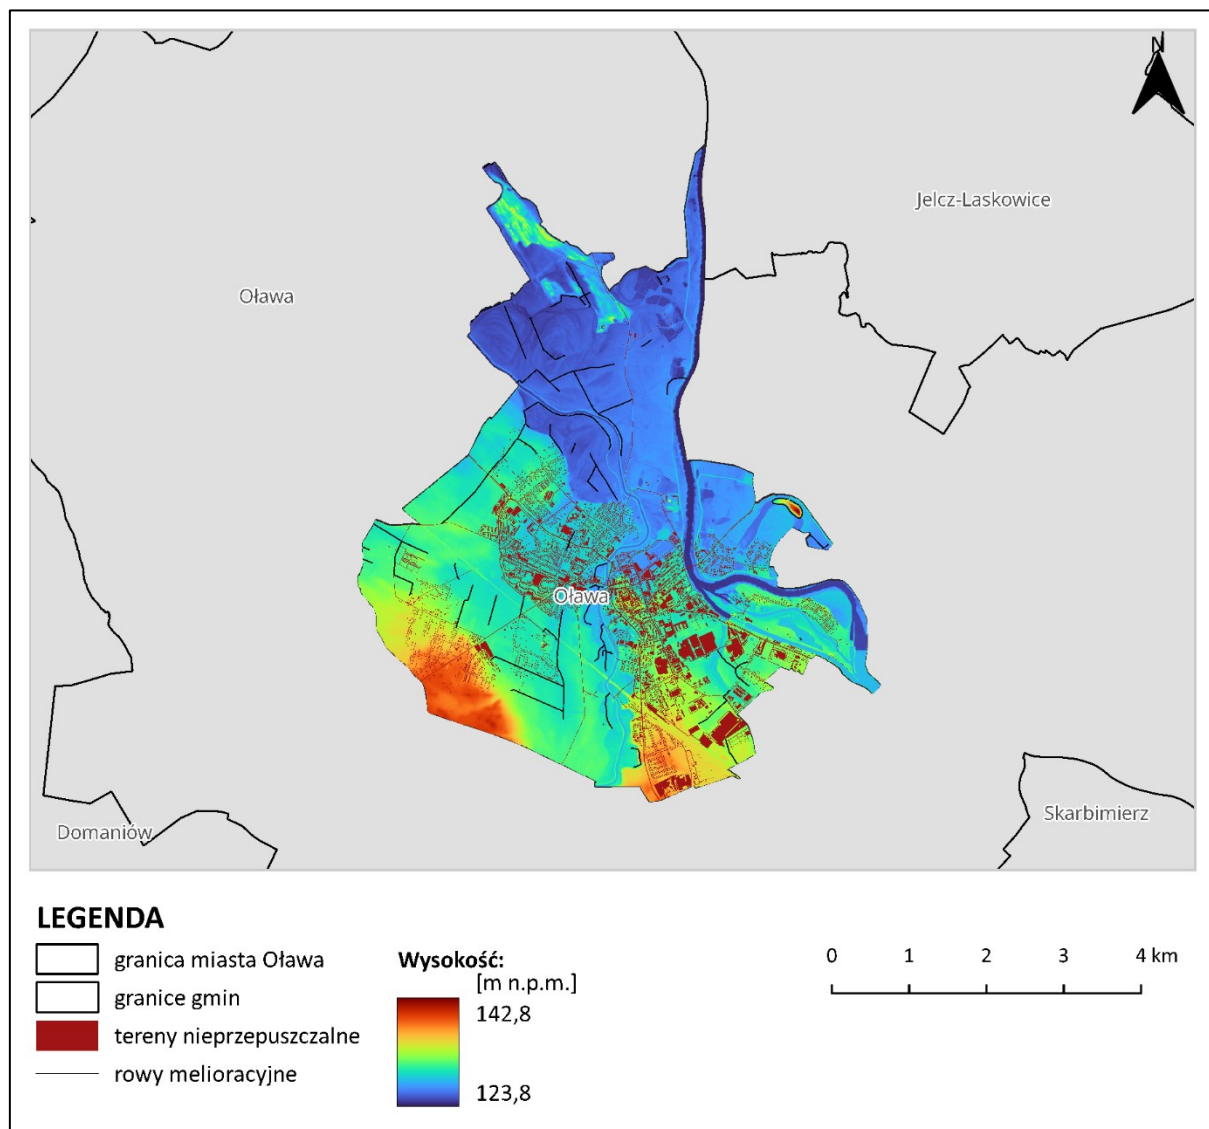 N
Jelcz-Laskowice
Oława
Oława
Domaniów
Skarbimierz
LEGENDA
granica miasta Oława
granice gmin
tereny nieprzepuszczalne
rowy melioracyjne
Wysokość:
[m n.p.m.]
142,8
123,8
0 1 2 3 4 km